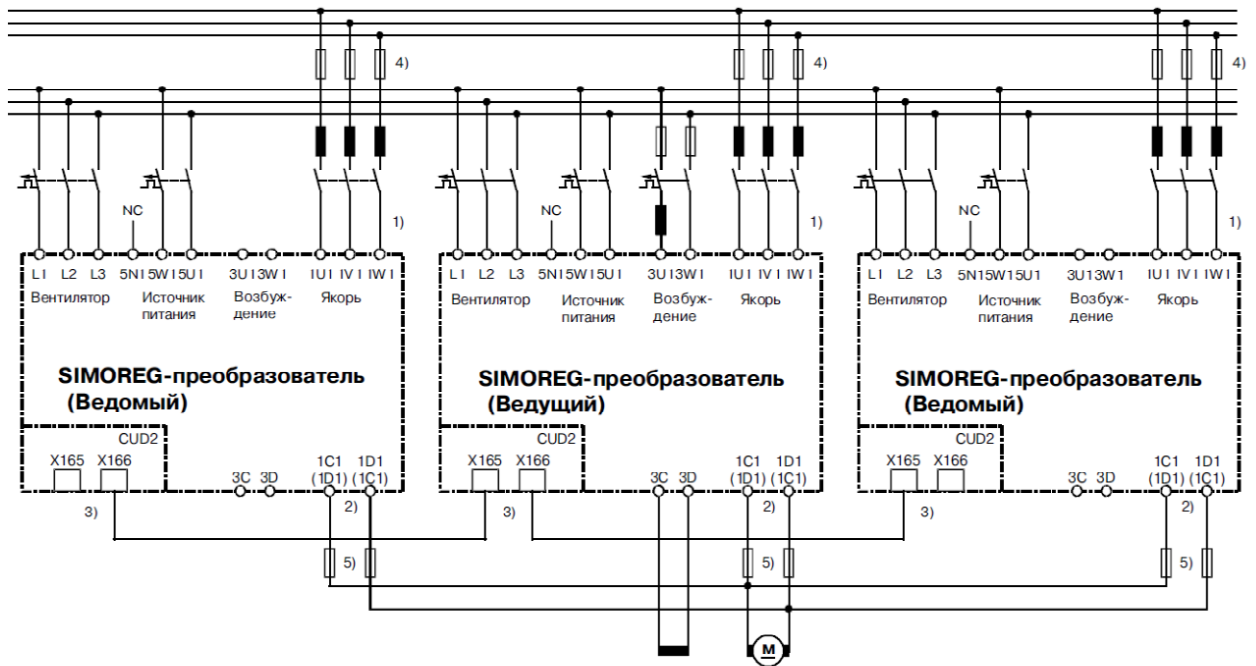 4) 4) 4)
NC NC NC
1) 1) 1)
L1 L2 L3 5N1 5W1 5U1 3U1 3W1 1U1 1V1 1W1
L1 L2 L3 5N1 5W1 5U1 3U1 3W1 1U1 1V1 1W1
L1 L2 L3 5N1 5W1 5U1 3U1 3W1 1U1 1V1 1W1
Вентилятор Источник питания Возбуж-дение Якорь
Вентилятор Источник питания Возбуж-дение Якорь
Вентилятор Источник питания Возбуж-дение Якорь
SIMOREG-преобразователь
(Ведомый)
SIMOREG-преобразователь
(Ведущий)
SIMOREG-преобразователь
(Ведомый)
CUD2 CUD2 CUD2
X165 X166 3C 3D 1C1 (1D1) 1D1 (1C1)
X165 X166 3C 3D 1C1 (1D1) 1D1 (1C1)
X165 X166 3C 3D 1C1 (1D1) 1D1 (1C1)
3) 2) 3) 2) 3) 2)
5) 5) 5)
M